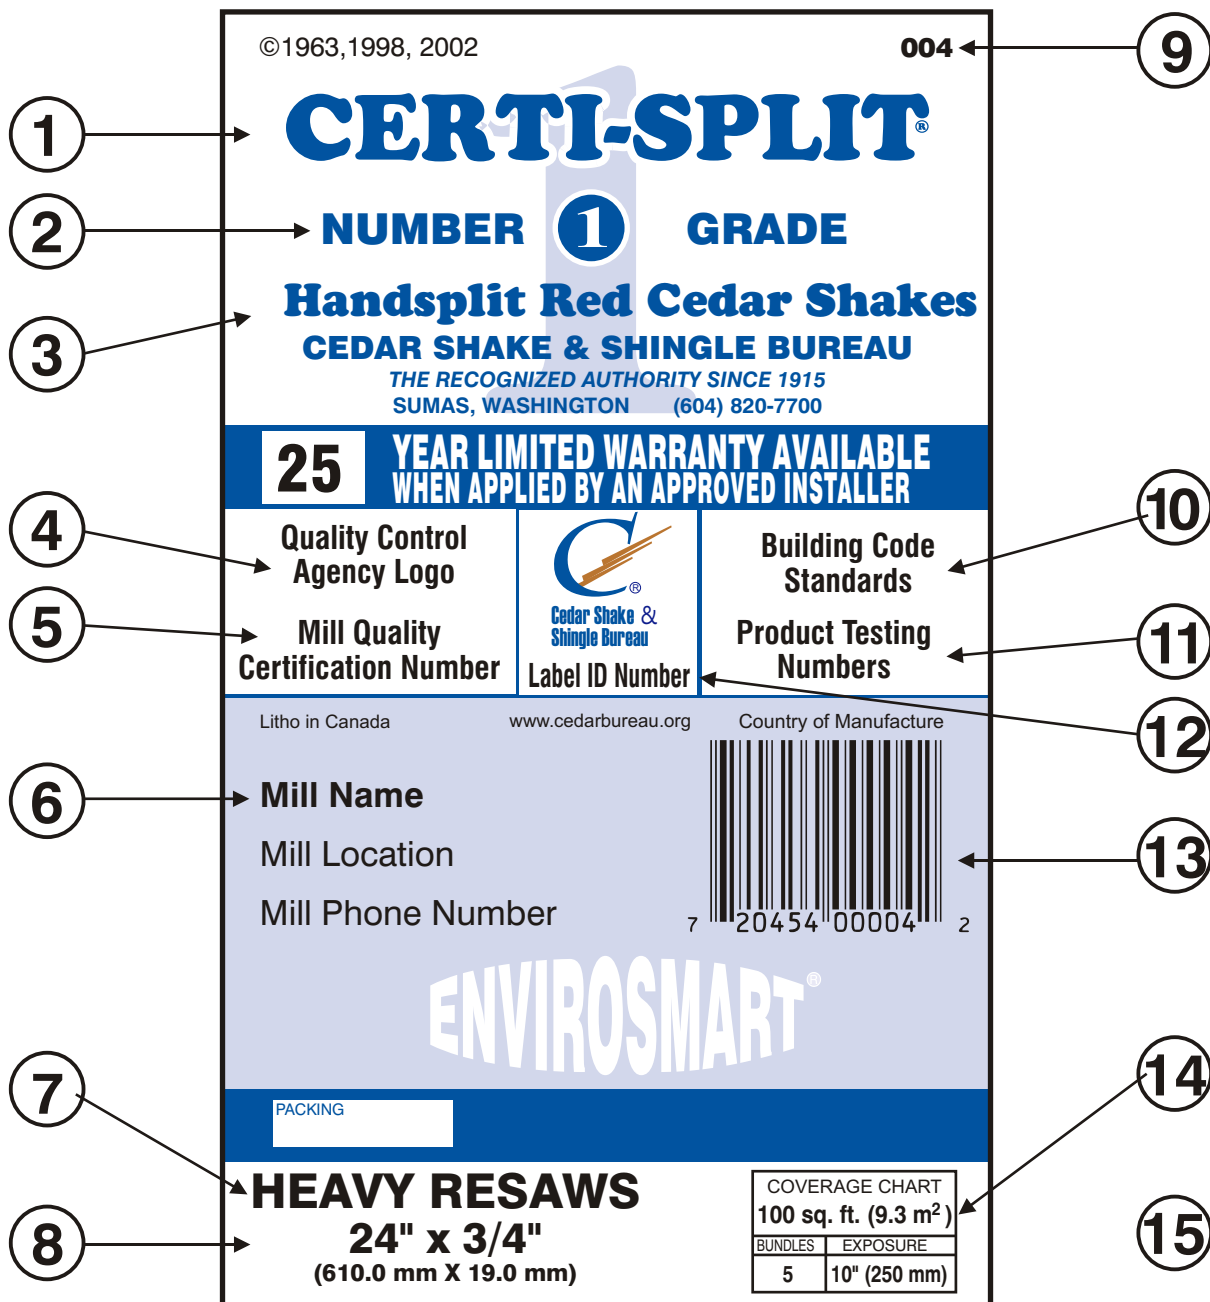 ©1963,1998, 2002
004
9
1
CERTI-SPLIT®
2
NUMBER 1 GRADE
3
Handsplit Red Cedar Shakes
CEDAR SHAKE & SHINGLE BUREAU
THE RECOGNIZED AUTHORITY SINCE 1915
SUMAS, WASHINGTON (604) 820-7700
25
YEAR LIMITED WARRANTY AVAILABLE
WHEN APPLIED BY AN APPROVED INSTALLER
4
Quality Control
Agency Logo
5
Mill Quality
Certification Number
C®
Cedar Shake &
Shingle Bureau
Label ID Number
Building Code
Standards
10
Product Testing
Numbers
11
12
Litho in Canada
www.cedarbureau.org
Country of Manufacture
6
Mill Name
Mill Location
Mill Phone Number
7 20454 00004 2
13
ENVIROSMART®
PACKING
7
HEAVY RESAWS
8
24" x 3/4"
(610.0 mm X 19.0 mm)
14
COVERAGE CHART
100 sq. ft. (9.3 m²)
BUNDLES EXPOSURE
5 10" (250 mm)
15